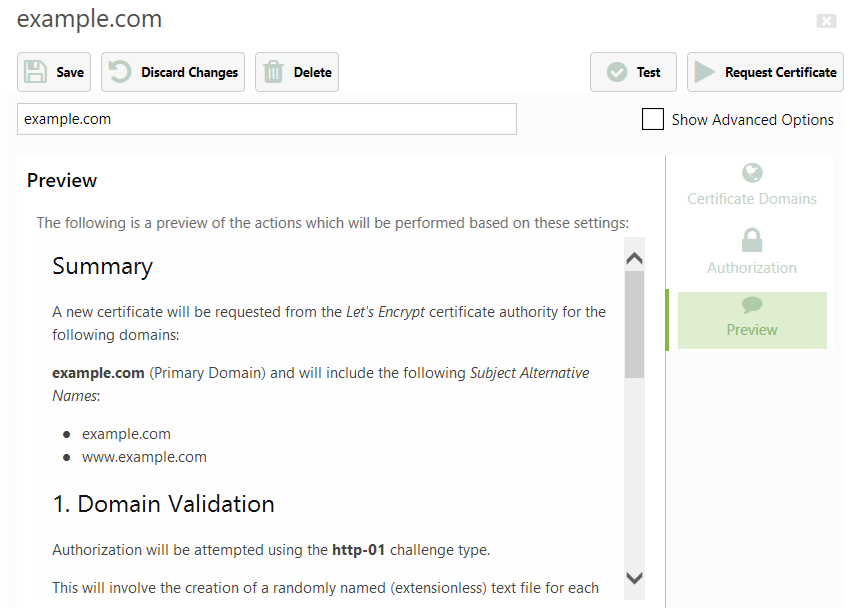 example.com
Save
Discard Changes
Delete
Test
Request Certificate
example.com
Show Advanced Options
Preview
The following is a preview of the actions which will be performed based on these settings:
Summary
A new certificate will be requested from the Let's Encrypt certificate authority for the
following domains:
example.com (Primary Domain) and will include the following Subject Alternative
Names:
example.com
www.example.com
1. Domain Validation
Authorization will be attempted using the http-01 challenge type.
This will involve the creation of a randomly named (extensionless) text file for each
Certificate Domains
Authorization
Preview